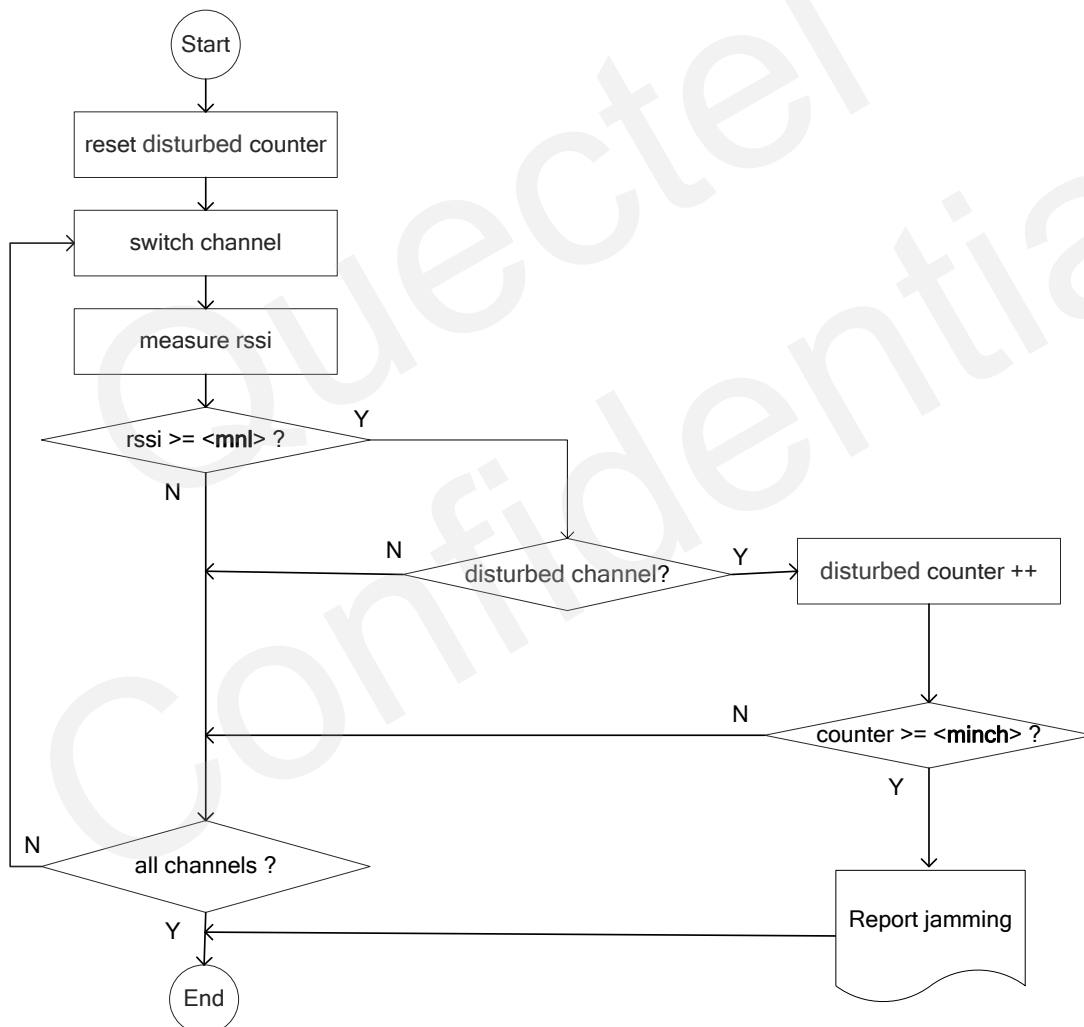 Start
reset disturbed counter
switch channel
measure rssi
rssi >= <mnl> ?
Y
N
disturbed channel?
N
Y
disturbed counter ++
counter >= <minch> ?
N
Y
all channels ?
N
Y
Report jamming
End
Quectel
Confidential